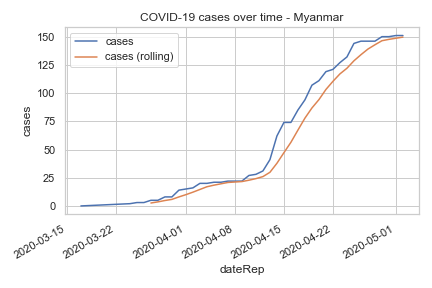 COVID-19 cases over time - Myanmar
cases
cases (rolling)
150
125
100
75
50
25
0
cases
2020-03-15
2020-03-22
2020-04-01
2020-04-08
2020-04-15
2020-04-22
2020-05-01
dateRep